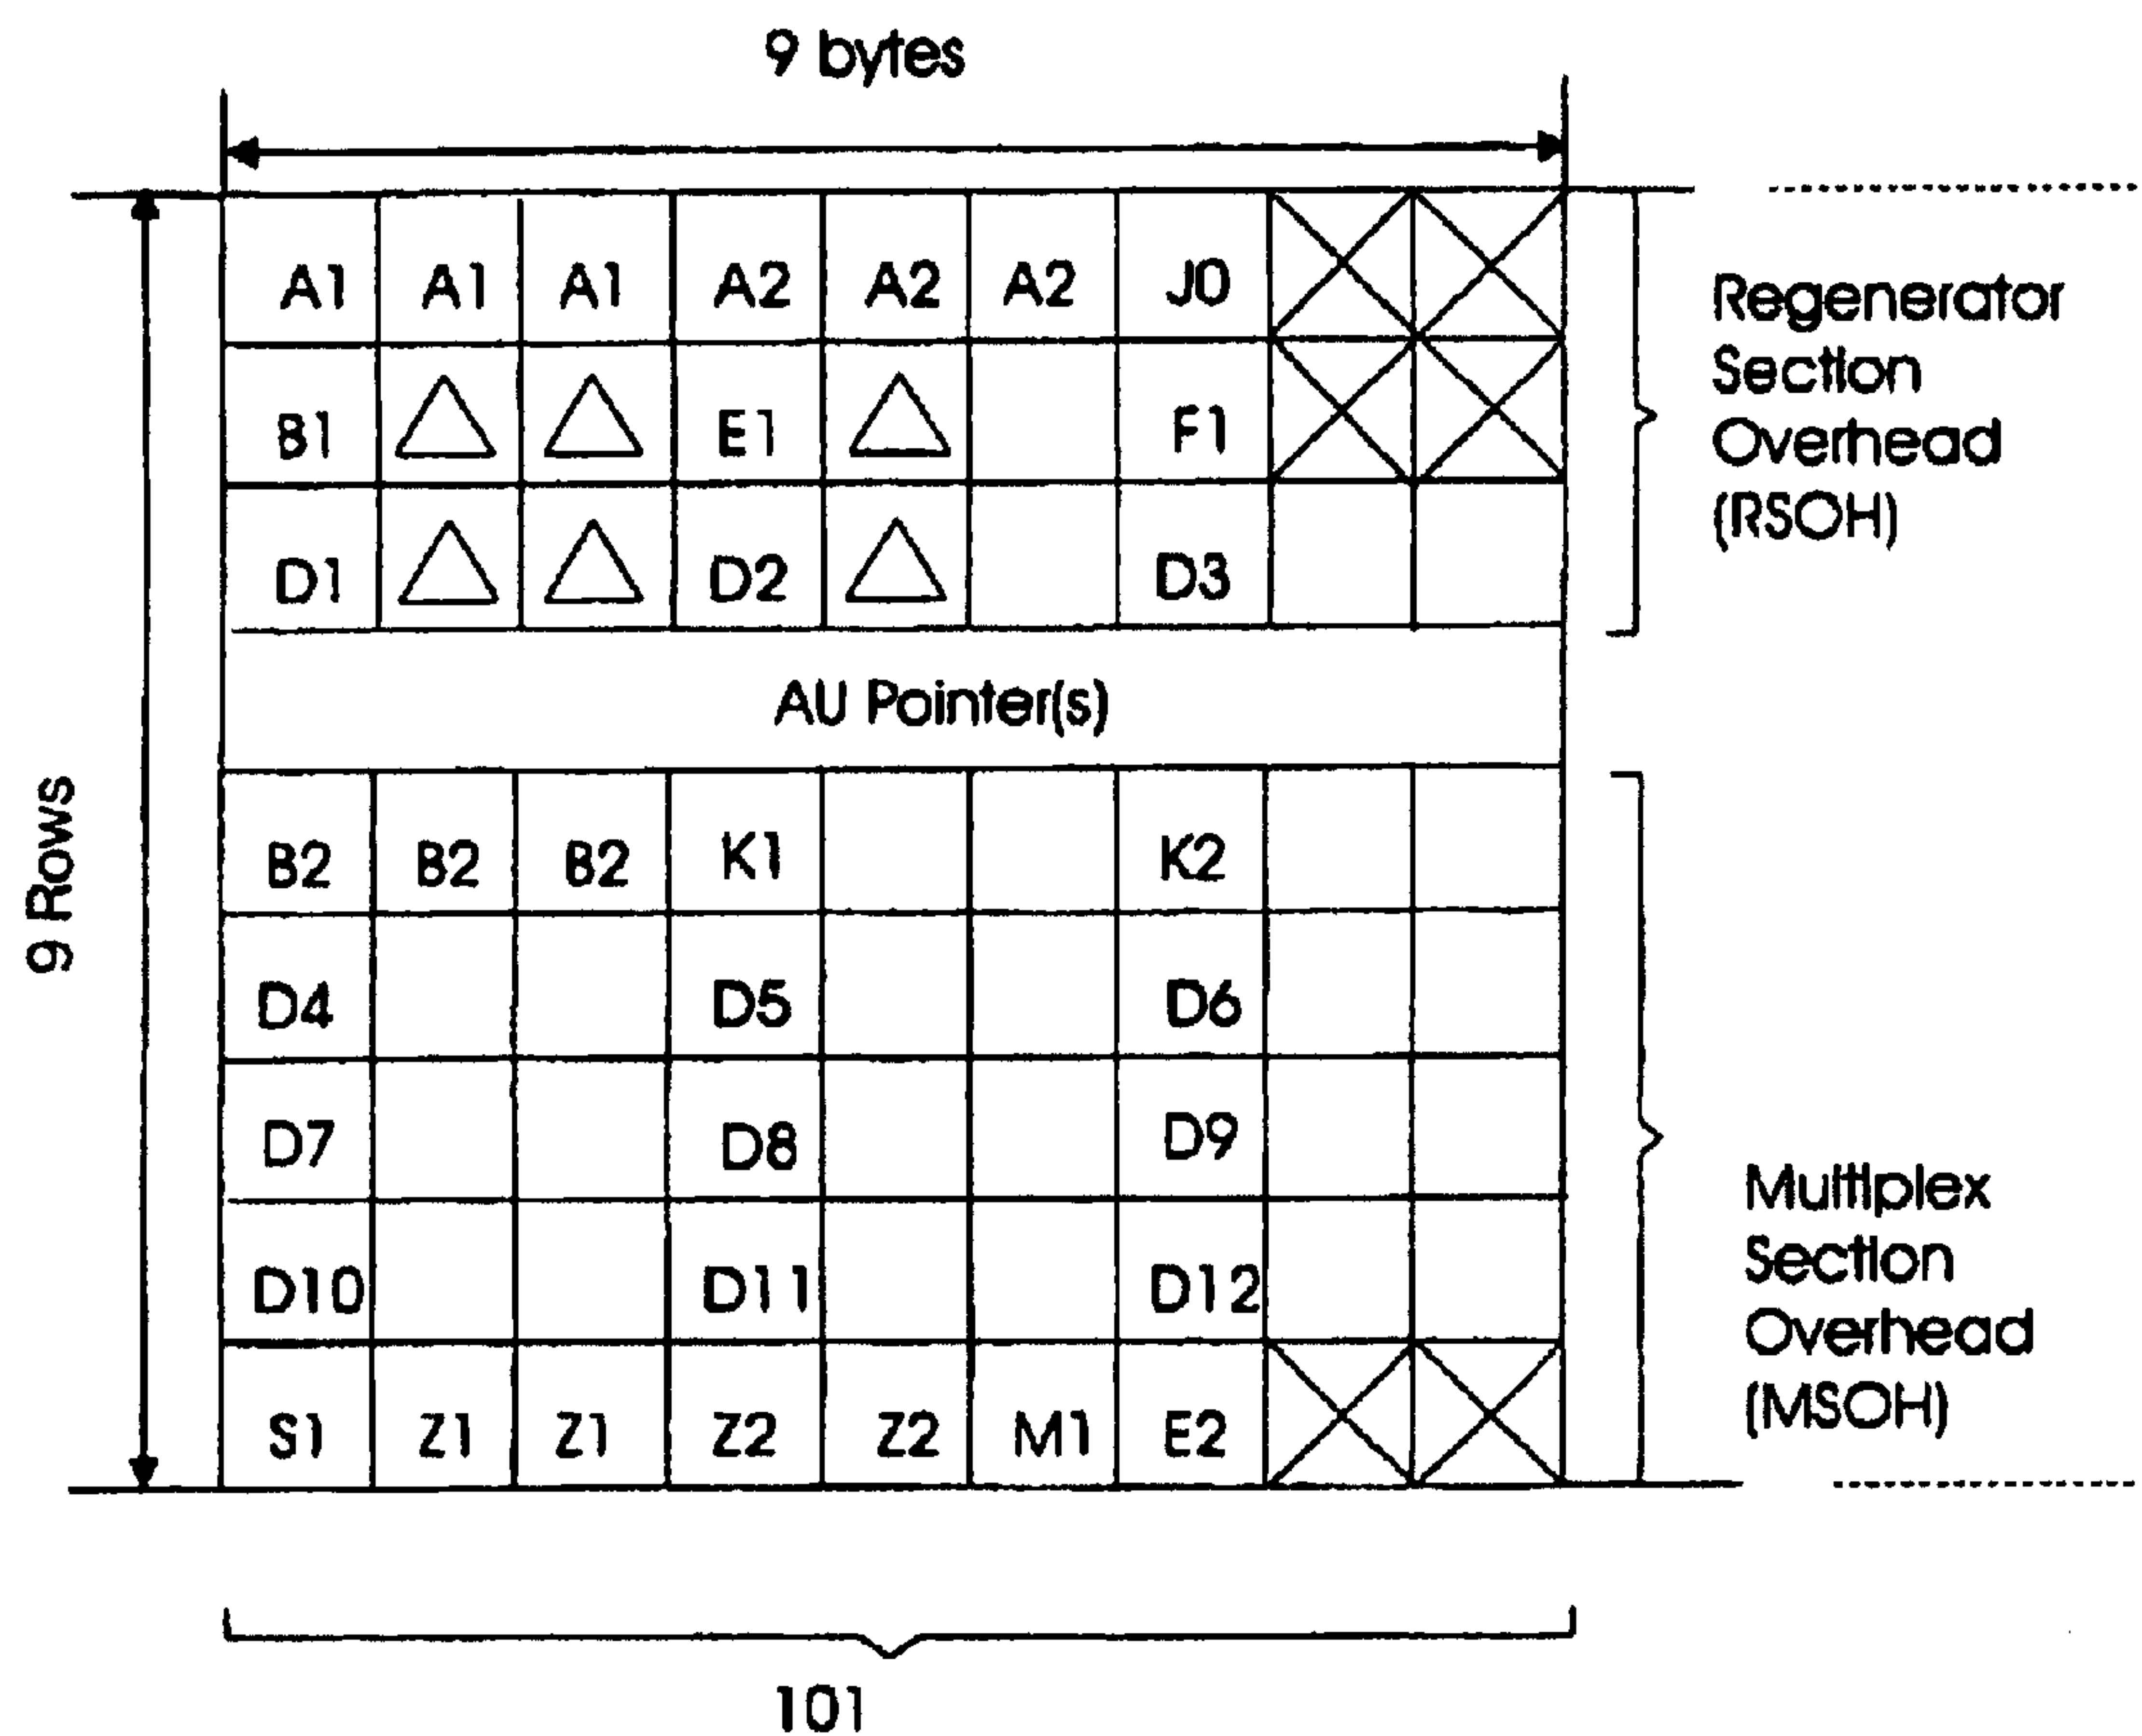 9 bytes
A1 A1 A1 A2 A2 A2 J0
B1 E1 F1
D1 D2 D3
Regenerator
Section
Overhead
(RSOH)
AU Pointer(s)
9 Rows
B2 B2 B2 K1 K2
D4 D5 D6
D7 D8 D9
D10 D11 D12
S1 Z1 Z1 Z2 Z2 M1 E2
Multiplex
Section
Overhead
(MSOH)
101